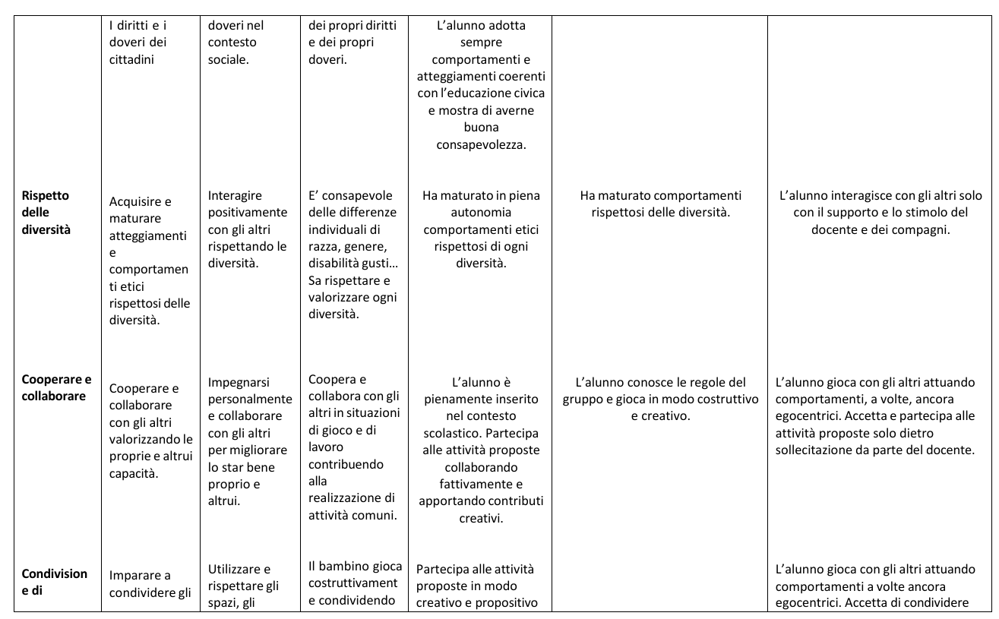 I diritti e i
doveri dei
cittadini
doveri nel
contesto
sociale.
dei propri diritti
e dei propri
doveri.
L’alunno adotta
sempre
comportamenti e
atteggiamenti coerenti
con l’educazione civica
e mostra di averne
buona
consapevolezza.
Rispetto
delle
diversità
Acquisire e
maturare
atteggiamenti
e
comportamen
ti etici
rispettosi delle
diversità.
Interagire
positivamente
con gli altri
rispettando le
diversità.
E’ consapevole
delle differenze
individuali di
razza, genere,
disabilità gusti…
Sa rispettare e
valorizzare ogni
diversità.
Ha maturato in piena
autonomia
comportamenti etici
rispettosi di ogni
diversità.
Ha maturato comportamenti
rispettosi delle diversità.
L’alunno interagisce con gli altri solo
con il supporto e lo stimolo del
docente e dei compagni.
Cooperare e
collaborare
Cooperare e
collaborare
con gli altri
valorizzando le
proprie e altrui
capacità.
Impegnarsi
personalmente
e collaborare
con gli altri
per migliorare
lo star bene
proprio e
altrui.
Coopera e
collabora con gli
altri in situazioni
di gioco e di
lavoro
contribuendo
alla
realizzazione di
attività comuni.
L’alunno è
pienamente inserito
nel contesto
scolastico. Partecipa
alle attività proposte
collaborando
fattivamente e
apportando contributi
creativi.
L’alunno conosce le regole del
gruppo e gioca in modo costruttivo
e creativo.
L’alunno gioca con gli altri attuando
comportamenti, a volte, ancora
egocentrici. Accetta e partecipa alle
attività proposte solo dietro
sollecitazione da parte del docente.
Condivision
e di
Imparare a
condividere gli
Utilizzare e
rispettare gli
spazi, gli
Il bambino gioca
costruttivament
e condividendo
Partecipa alle attività
proposte in modo
creativo e propositivo
L’alunno gioca con gli altri attuando
comportamenti a volte ancora
egocentrici. Accetta di condividere